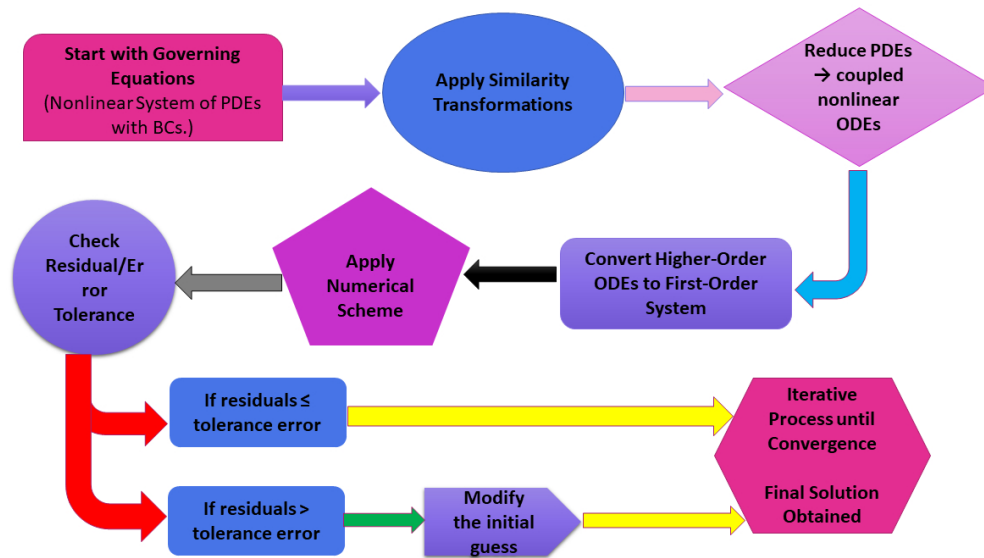 Start with Governing
Equations
(Nonlinear System of PDEs
with BCs.)
Apply Similarity
Transformations
Reduce PDEs
→ coupled
nonlinear
ODEs
Convert Higher-Order
ODEs to First-Order
System
Apply
Numerical
Scheme
Check
Residual/Er
ror
Tolerance
If residuals ≤
tolerance error
If residuals >
tolerance error
Modify
the initial
guess
Iterative
Process until
Convergence
Final Solution
Obtained